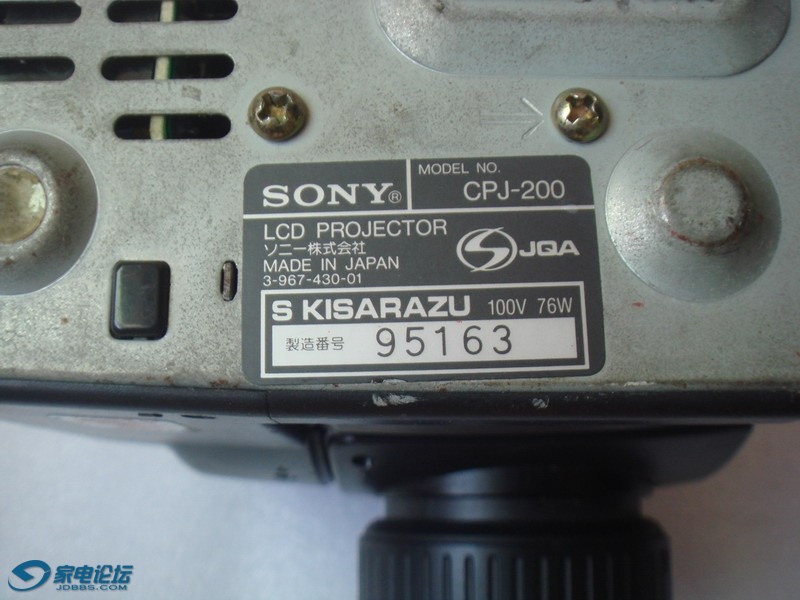 SONY®
MODEL NO.
CPJ-200
LCD PROJECTOR
ソニー株式会社
MADE IN JAPAN
3-967-430-01
JQA
S KISARAZU 100V 76W
製造番号 95163
家电论坛
JDBBS.COM